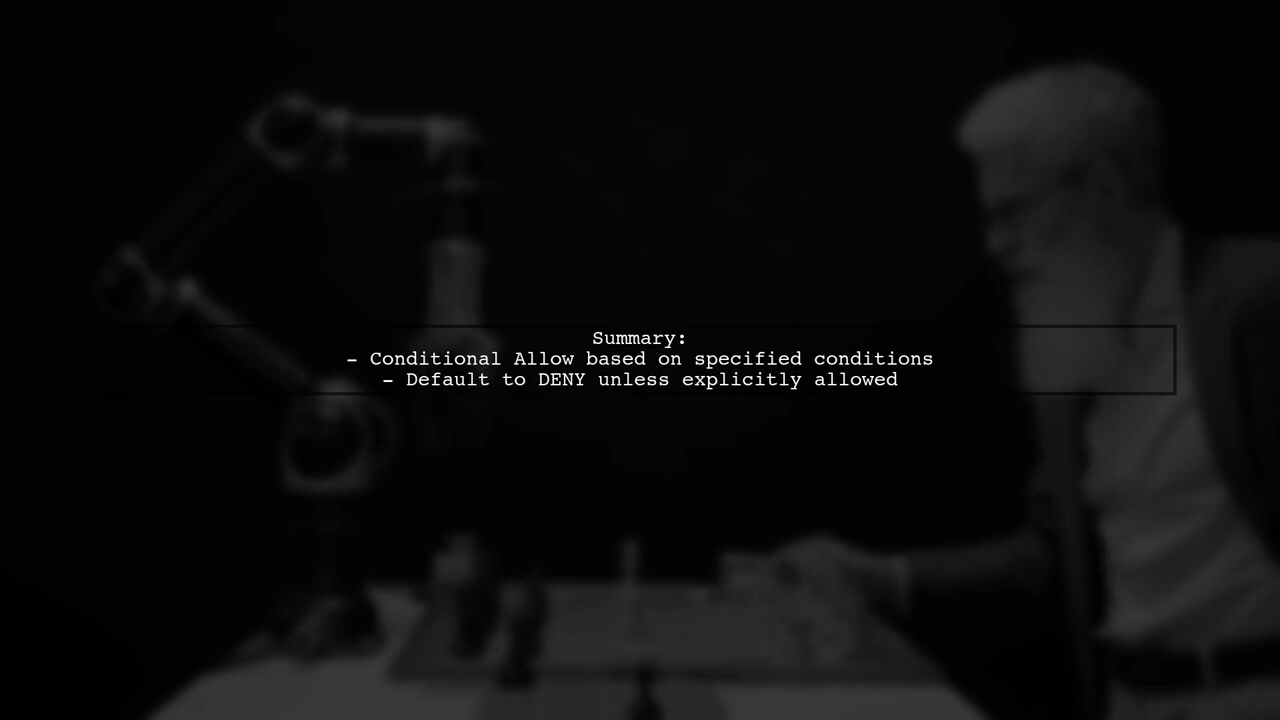 Summary:
- Conditional Allow based on specified conditions
- Default to DENY unless explicitly allowed